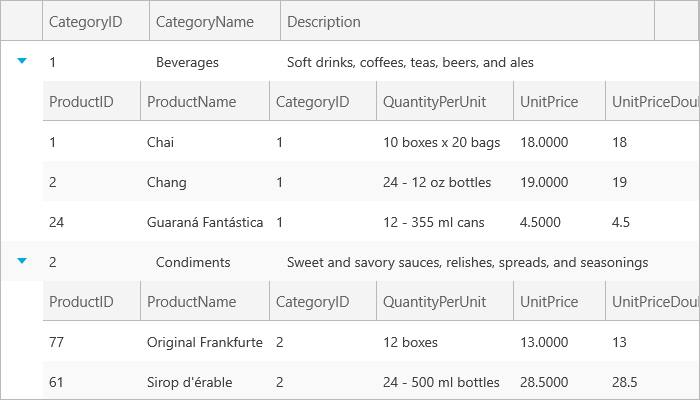 CategoryID CategoryName Description
1 Beverages Soft drinks, coffees, teas, beers, and ales
ProductID ProductName CategoryID QuantityPerUnit UnitPrice UnitPriceDou
1 Chai 1 10 boxes x 20 bags 18.0000 18
2 Chang 1 24 - 12 oz bottles 19.0000 19
24 Guaraná Fantástica 1 12 - 355 ml cans 4.5000 4.5
2 Condiments Sweet and savory sauces, relishes, spreads, and seasonings
ProductID ProductName CategoryID QuantityPerUnit UnitPrice UnitPriceDou
77 Original Frankfurte 2 12 boxes 13.0000 13
61 Sirop d'érable 2 24 - 500 ml bottles 28.5000 28.5